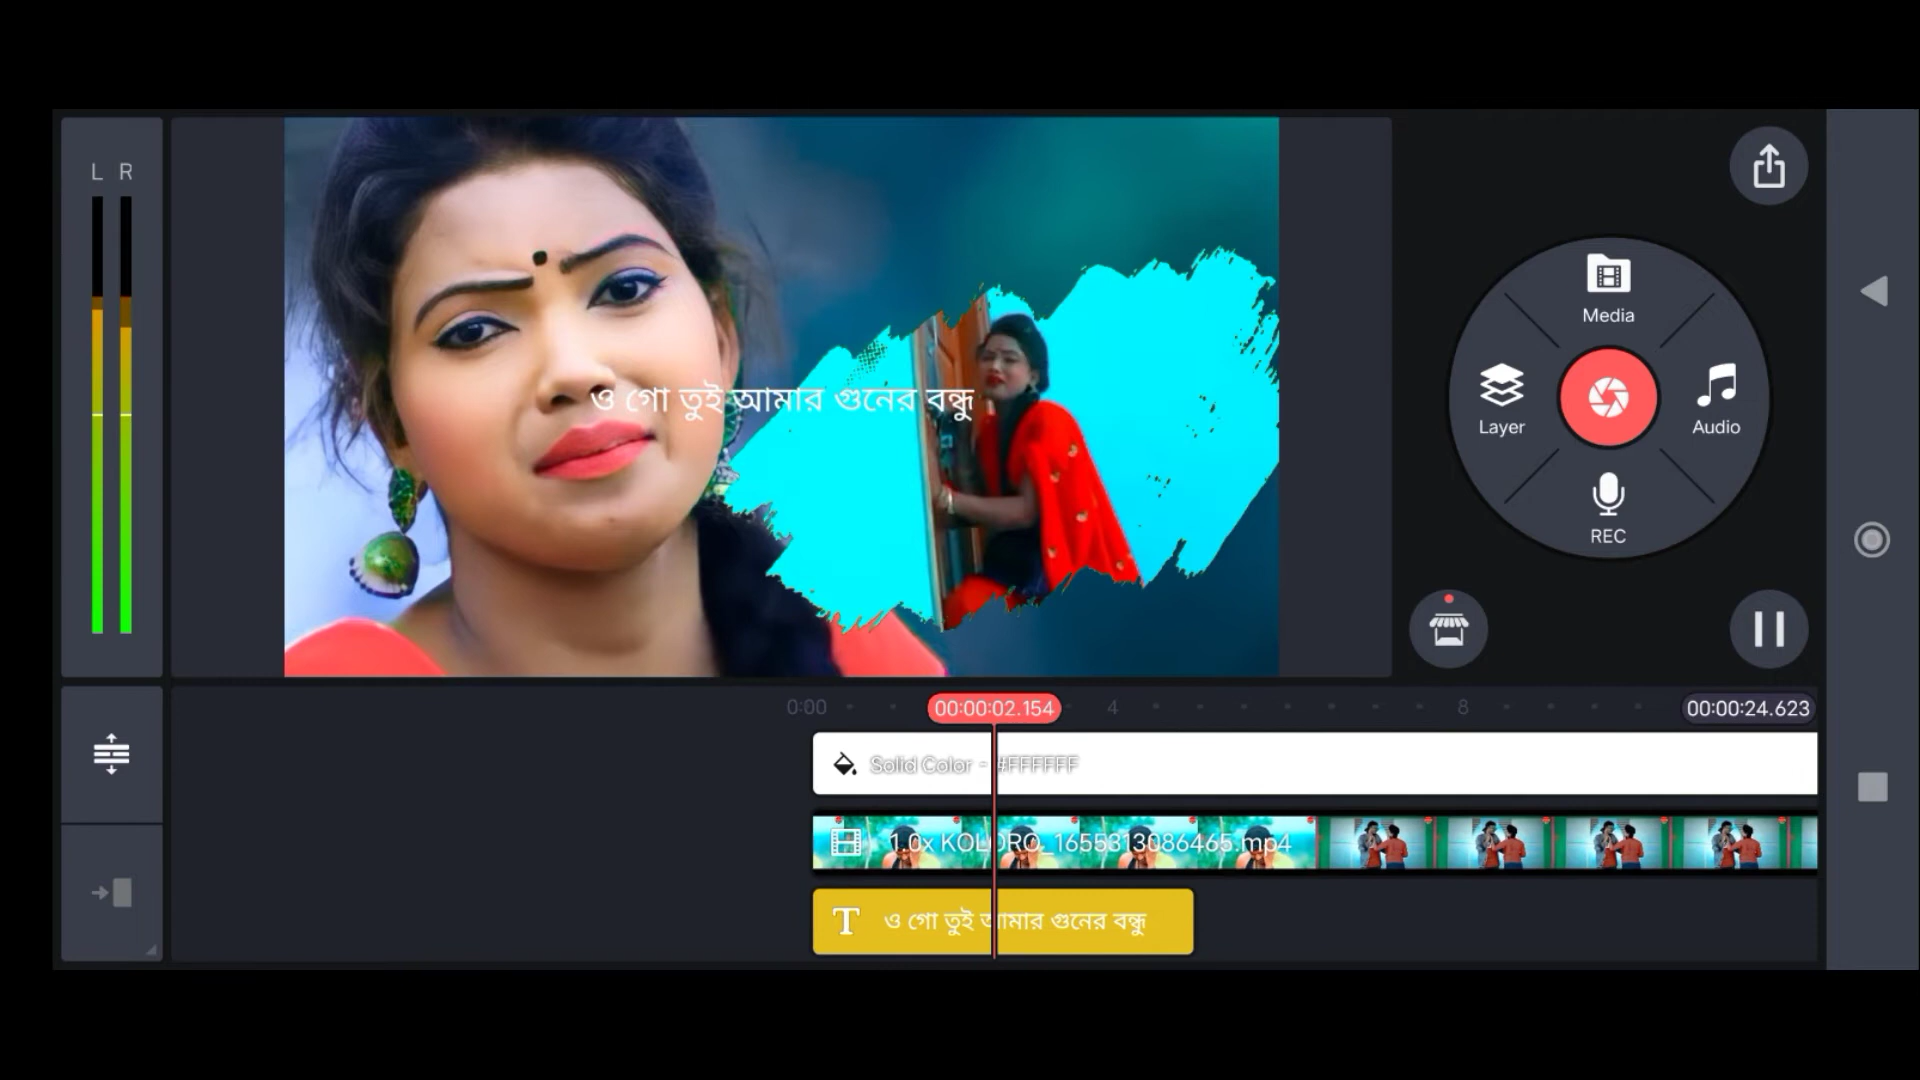 L R
ও গো তুই আমার গুনের বন্ধু
Media
Layer
Audio
REC
0:00
00:00:02.154
4
8
00:00:24.623
Solid Color - #FFFFFF
1.0x KOLORO_1655313086465.mp4
T ও গো তুই আমার গুনের বন্ধু